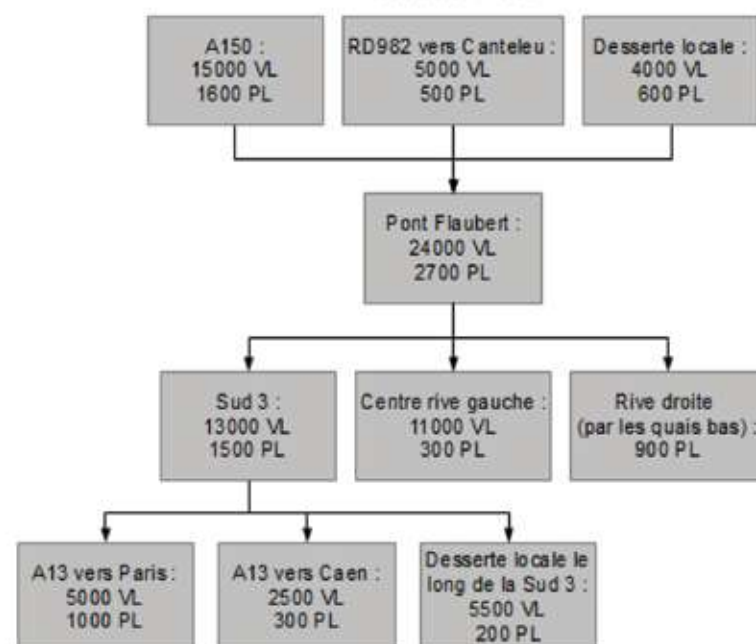 A150 :
15000 VL
1600 PL
RD982 vers Canteleu :
5000 VL
500 PL
Desserte locale :
4000 VL
600 PL
Pont Flaubert :
24000 VL
2700 PL
Sud 3 :
13000 VL
1500 PL
Centre rive gauche :
11000 VL
300 PL
Rive droite
(par les quais bas) :
900 PL
A13 vers Paris :
5000 VL
1000 PL
A13 vers Caen :
2500 VL
300 PL
Desserte locale le
long de la Sud 3 :
5500 VL
200 PL